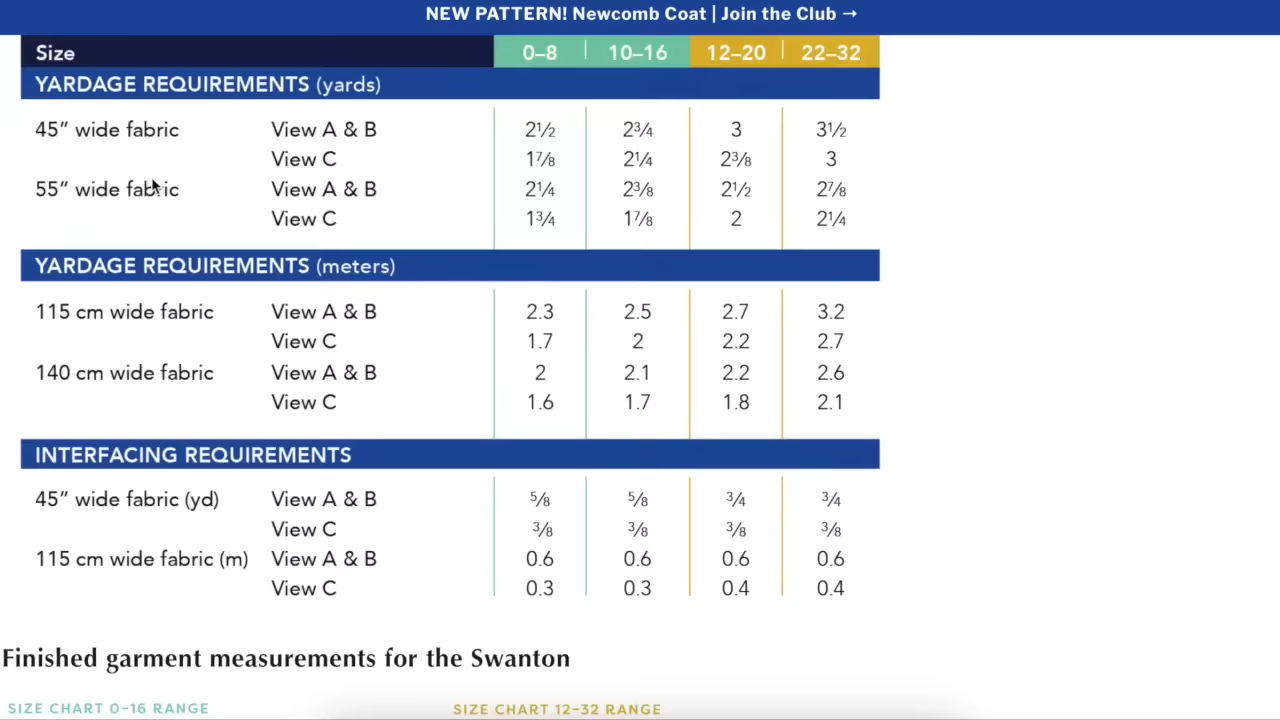 NEW PATTERN! Newcomb Coat | Join the Club →
Size 0–8 10–16 12–20 22–32
YARDAGE REQUIREMENTS (yards)
45” wide fabric View A & B 2½ 2¾ 3 3½
View C 1⅞ 2¼ 2⅜ 3
55” wide fabric View A & B 2¼ 2⅜ 2½ 2⅞
View C 1¾ 1⅞ 2 2¼
YARDAGE REQUIREMENTS (meters)
115 cm wide fabric View A & B 2.3 2.5 2.7 3.2
View C 1.7 2 2.2 2.7
140 cm wide fabric View A & B 2 2.1 2.2 2.6
View C 1.6 1.7 1.8 2.1
INTERFACING REQUIREMENTS
45” wide fabric (yd) View A & B ⅝ ⅝ ¾ ¾
View C ⅜ ⅜ ⅜ ⅜
115 cm wide fabric (m) View A & B 0.6 0.6 0.6 0.6
View C 0.3 0.3 0.4 0.4
Finished garment measurements for the Swanton
SIZE CHART 0–16 RANGE SIZE CHART 12–32 RANGE